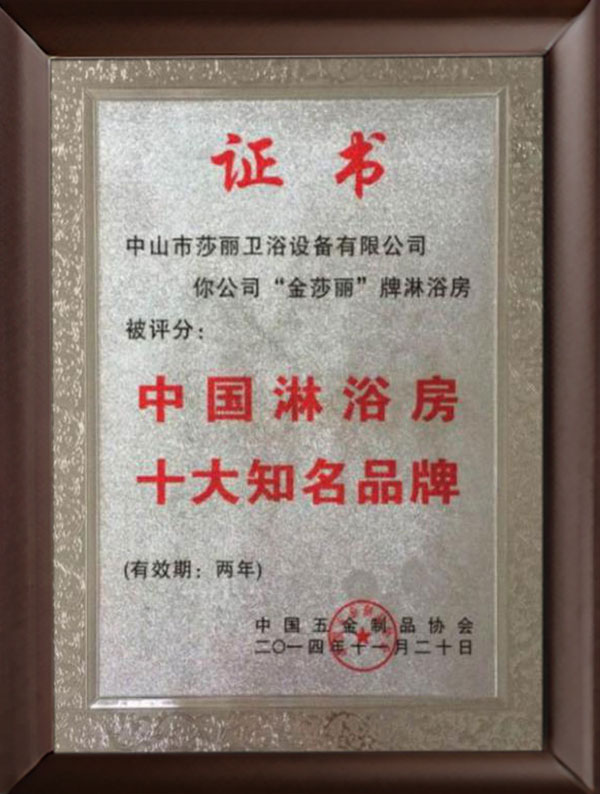 证书
中山市莎丽卫浴设备有限公司
你公司“金莎丽”牌淋浴房
被评分：
中国淋浴房
十大知名品牌
(有效期：两年)
中国五金制品协会
二〇一四年十一月二十日